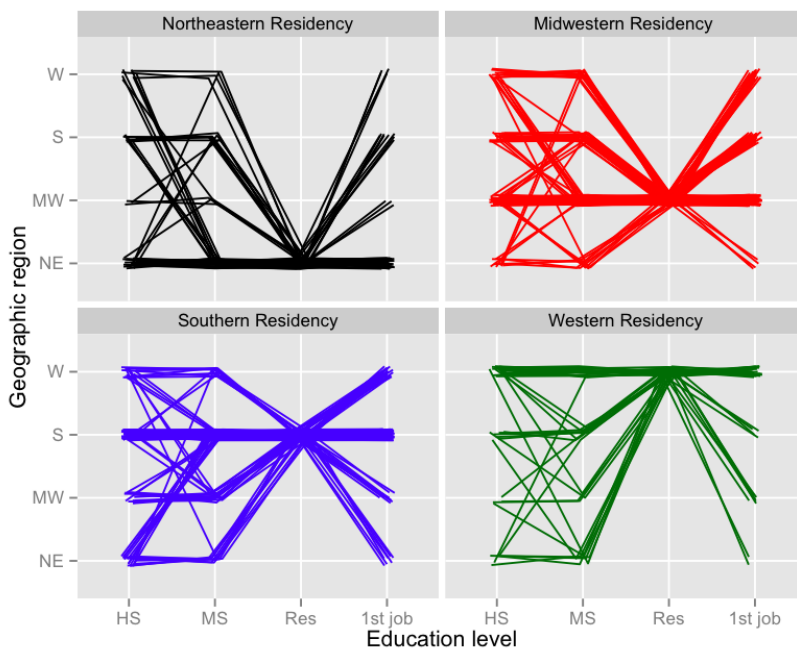 Northeastern Residency
Midwestern Residency
W
S
MW
NE
Southern Residency
Western Residency
W
S
MW
NE
HS MS Res 1st job
HS MS Res 1st job
Education level
Geographic region